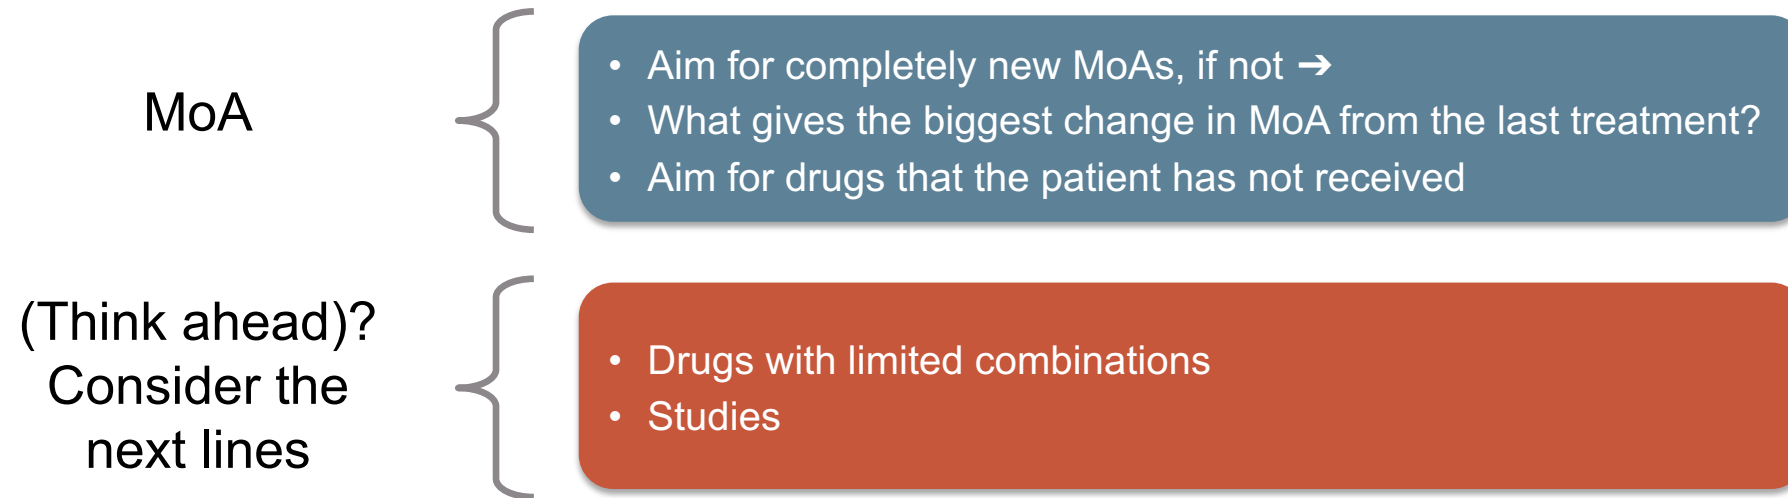 MoA
• Aim for completely new MoAs, if not ➔
• What gives the biggest change in MoA from the last treatment?
• Aim for drugs that the patient has not received
(Think ahead)?
Consider the
next lines
• Drugs with limited combinations
• Studies